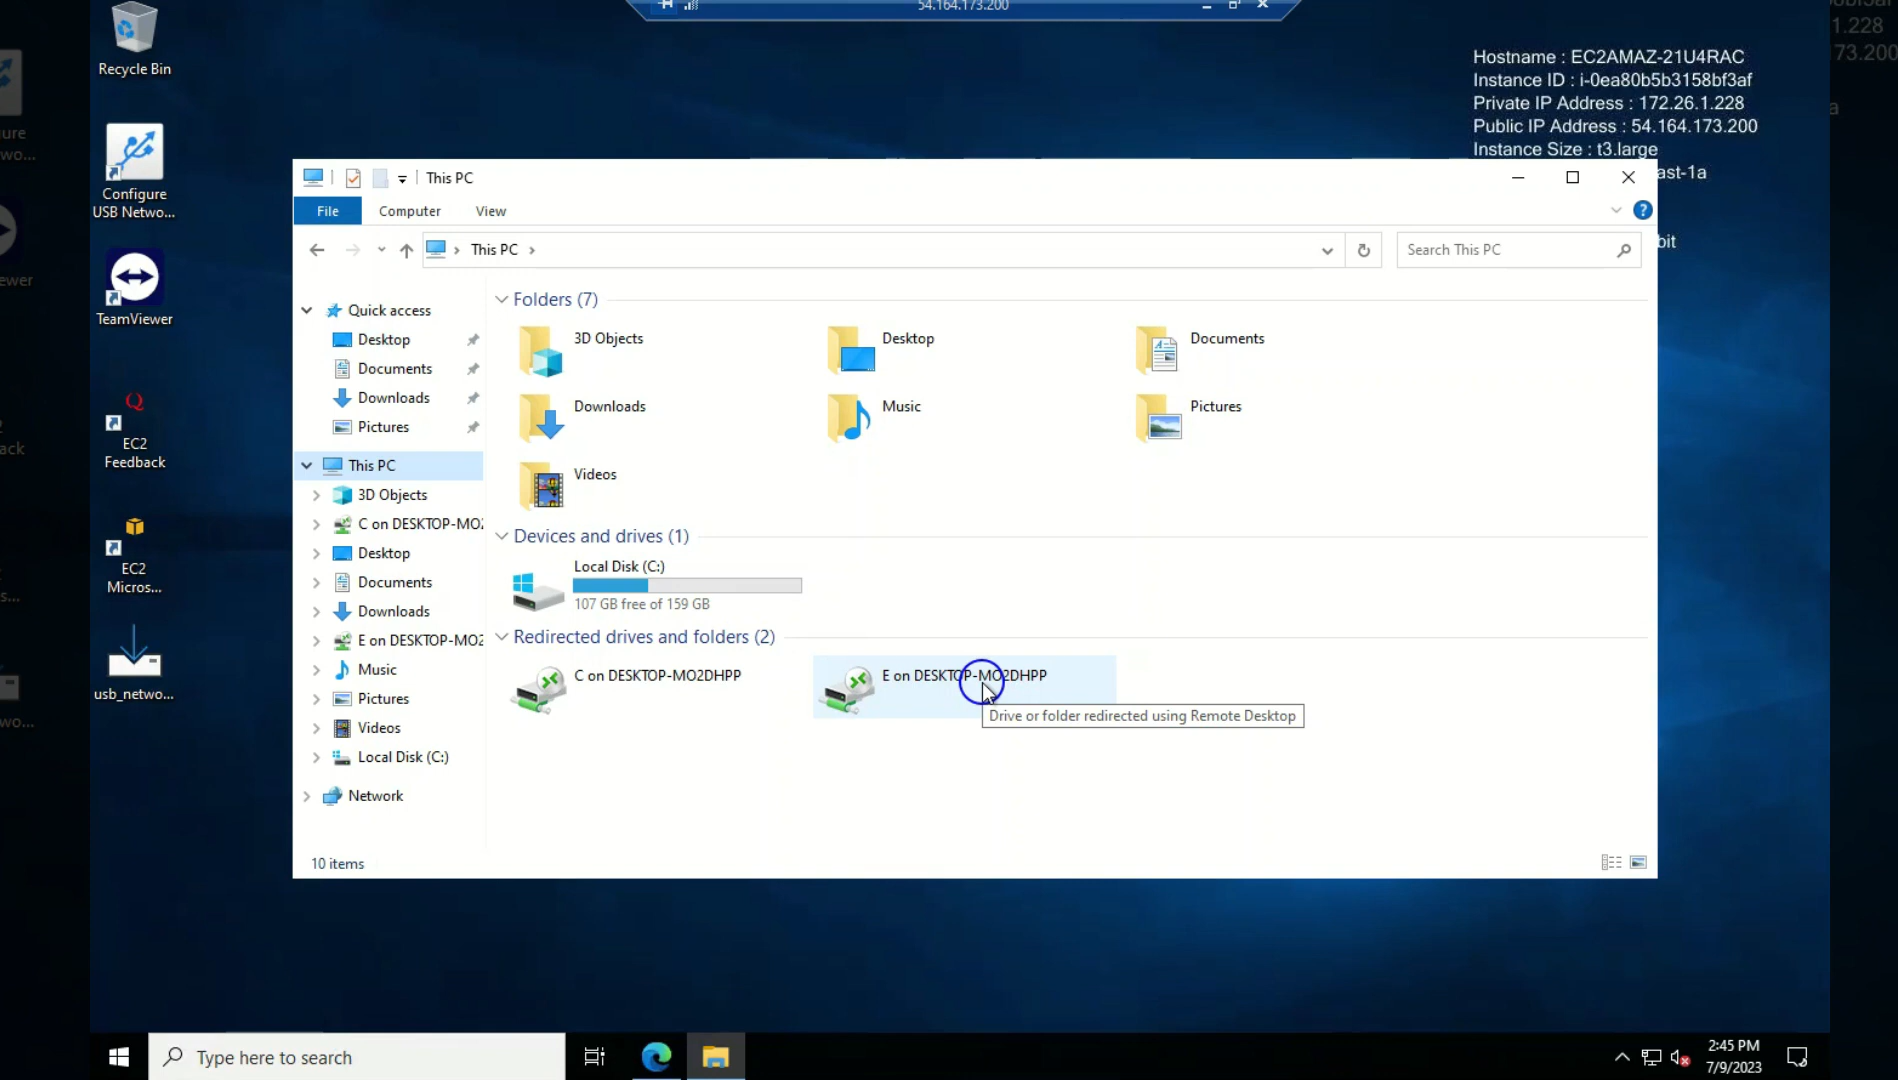 54.164.173.200
Recycle Bin
Configure
USB Netwo...
TeamViewer
EC2
Feedback
EC2
Micros...
usb_netwo...
Hostname : EC2AMAZ-21U4RAC
Instance ID : i-0ea80b5b3158bf3af
Private IP Address : 172.26.1.228
Public IP Address : 54.164.173.200
Instance Size : t3.large
ast-1a
bit
This PC
File
Computer
View
This PC
Search This PC
Quick access
Desktop
Documents
Downloads
Pictures
This PC
3D Objects
C on DESKTOP-MO2
Desktop
Documents
Downloads
E on DESKTOP-MO2
Music
Pictures
Videos
Local Disk (C:)
Network
Folders (7)
3D Objects
Desktop
Documents
Downloads
Music
Pictures
Videos
Devices and drives (1)
Local Disk (C:)
107 GB free of 159 GB
Redirected drives and folders (2)
C on DESKTOP-MO2DHPP
E on DESKTOP-MO2DHPP
Drive or folder redirected using Remote Desktop
10 items
Type here to search
2:45 PM
7/9/2023